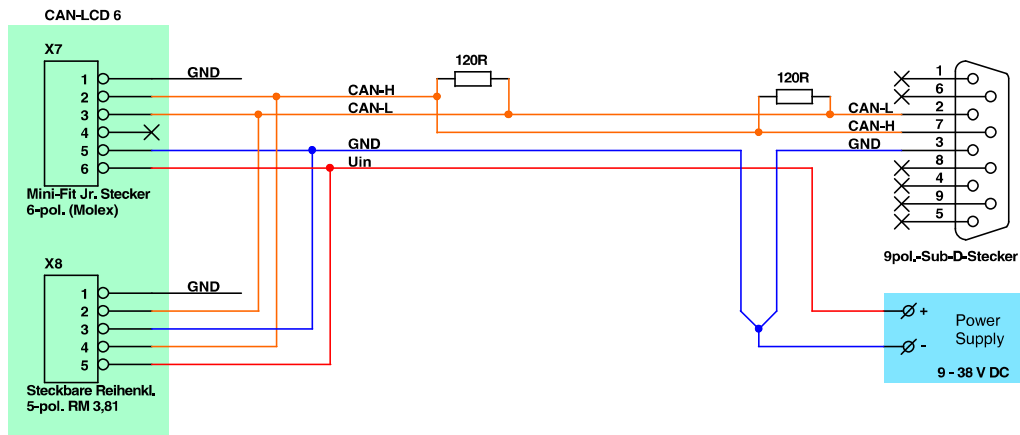 CAN-LCD 6
X7
1
2
3
4
5
6
Mini-Fit Jr. Stecker
6-pol. (Molex)
GND
CAN-H
CAN-L
GND
Uin
120R
120R
CAN-L
CAN-H
GND
1
6
2
7
3
8
4
9
5
9pol.-Sub-D-Stecker
X8
1
2
3
4
5
GND
Steckbare Reihenkl.
5-pol. RM 3,81
+
-
Power
Supply
9 - 38 V DC